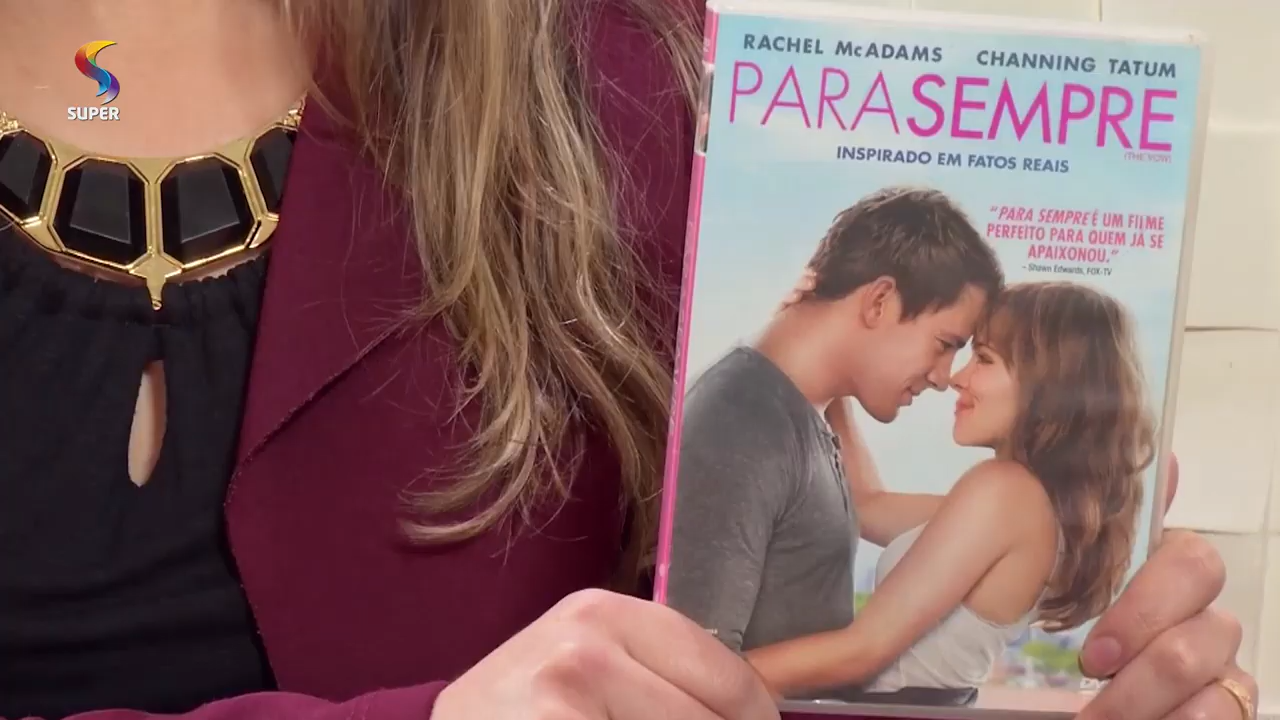 SUPER
RACHEL McADAMS CHANNING TATUM
PARA SEMPRE
(THE VOW)
INSPIRADO EM FATOS REAIS
“PARA SEMPRE É UM FILME
PERFEITO PARA QUEM JÁ SE
APAIXONOU.”
– Shawn Edwards, FOX-TV